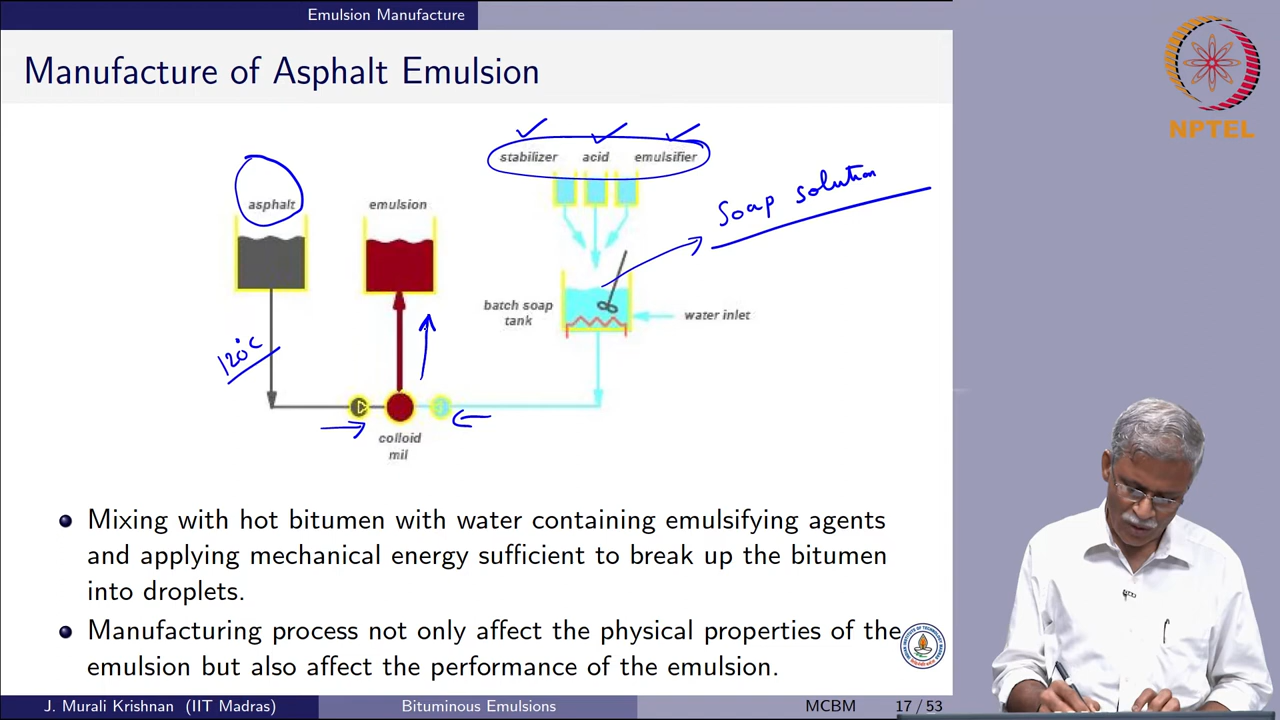 Emulsion Manufacture
Manufacture of Asphalt Emulsion
NPTEL
stabilizer acid emulsifier
Soap solution
asphalt
emulsion
batch soap
tank
water inlet
120°C
colloid
mil
Mixing with hot bitumen with water containing emulsifying agents
and applying mechanical energy sufficient to break up the bitumen
into droplets.
Manufacturing process not only affect the physical properties of the
emulsion but also affect the performance of the emulsion.
J. Murali Krishnan (IIT Madras)
Bituminous Emulsions
MCBM
17 / 53